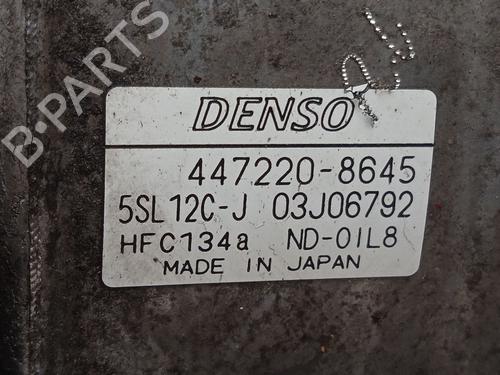 B-PARTS
DENSO
447220-8645
5SL12C-J 03J06792
HFC134a ND-OIL8
MADE IN JAPAN